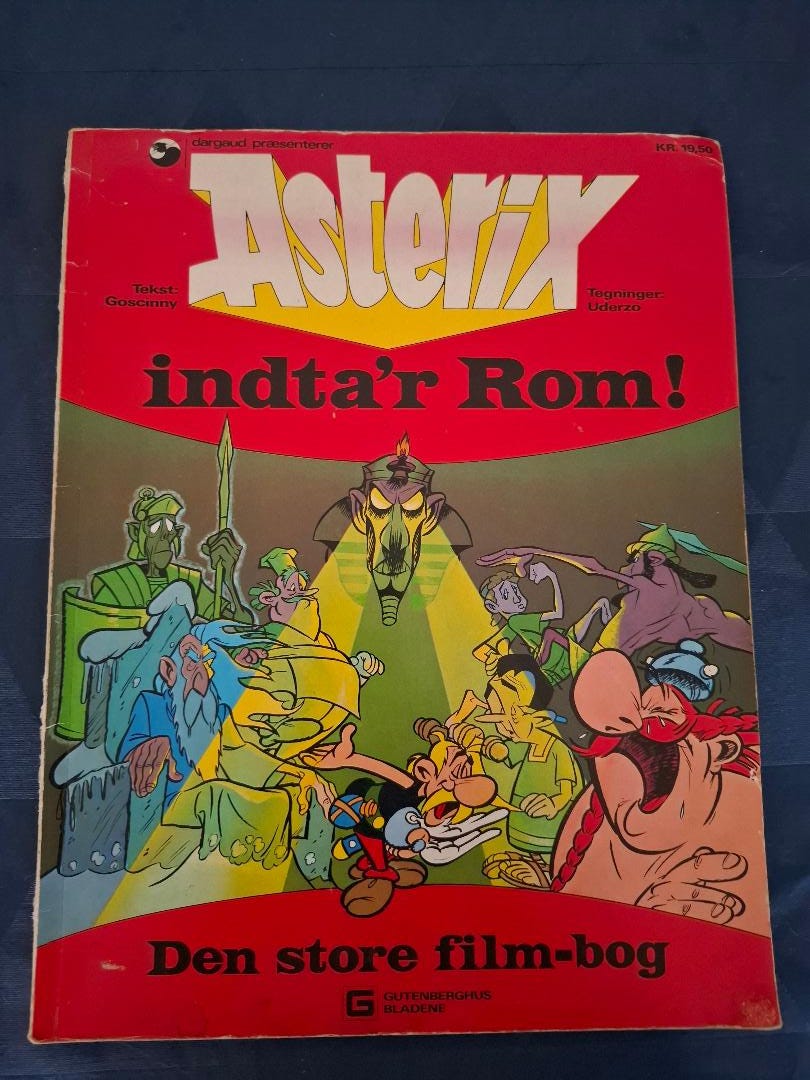 dargaud præsenterer
KR. 19,50
Asterix
Tekst:
Goscinny
Tegninger:
Uderzo
indta'r Rom!
Den store film-bog
G GUTENBERGHUS
BLADENE